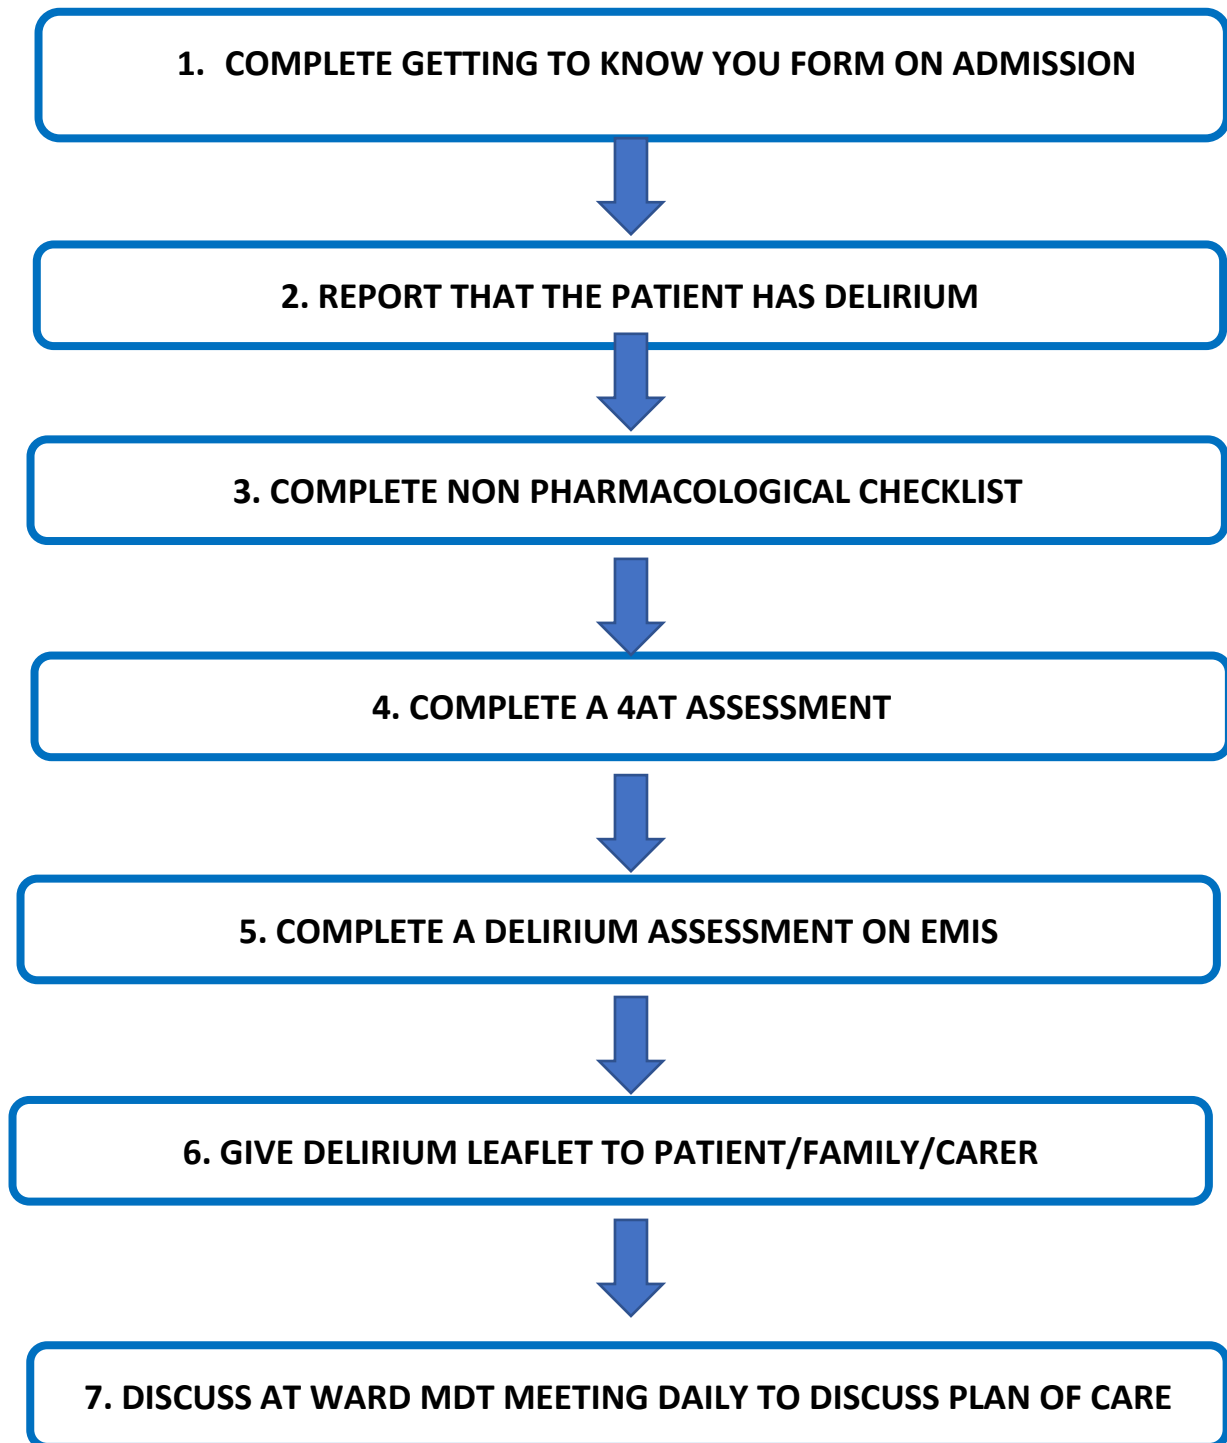 1. COMPLETE GETTING TO KNOW YOU FORM ON ADMISSION
2. REPORT THAT THE PATIENT HAS DELIRIUM
3. COMPLETE NON PHARMACOLOGICAL CHECKLIST
4. COMPLETE A 4AT ASSESSMENT
5. COMPLETE A DELIRIUM ASSESSMENT ON EMIS
6. GIVE DELIRIUM LEAFLET TO PATIENT/FAMILY/CARER
7. DISCUSS AT WARD MDT MEETING DAILY TO DISCUSS PLAN OF CARE